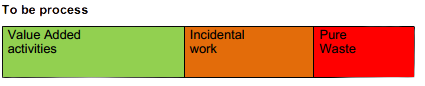 To be process
Value Added
activities
Incidental
work
Pure
Waste